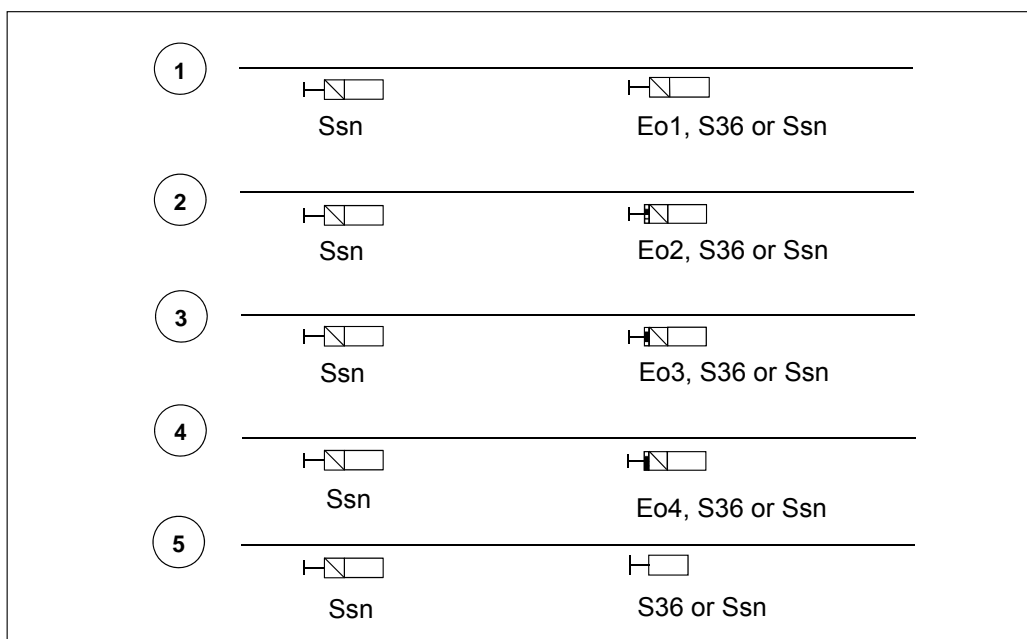 1
Ssn Eo1, S36 or Ssn
2
Ssn Eo2, S36 or Ssn
3
Ssn Eo3, S36 or Ssn
4
Ssn Eo4, S36 or Ssn
5
Ssn S36 or Ssn